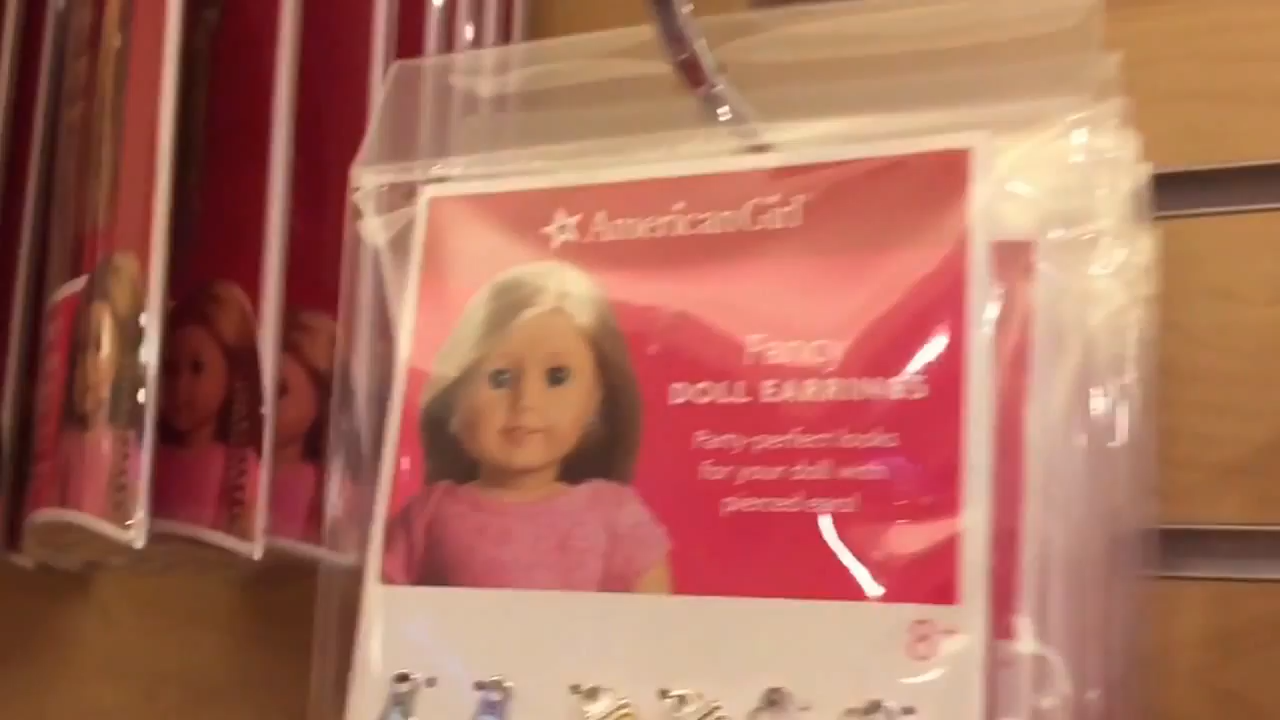 AmericanGirl
Fancy
DOLL EARRINGS
Party-perfect looks
for your doll with
pierced ears!
8+